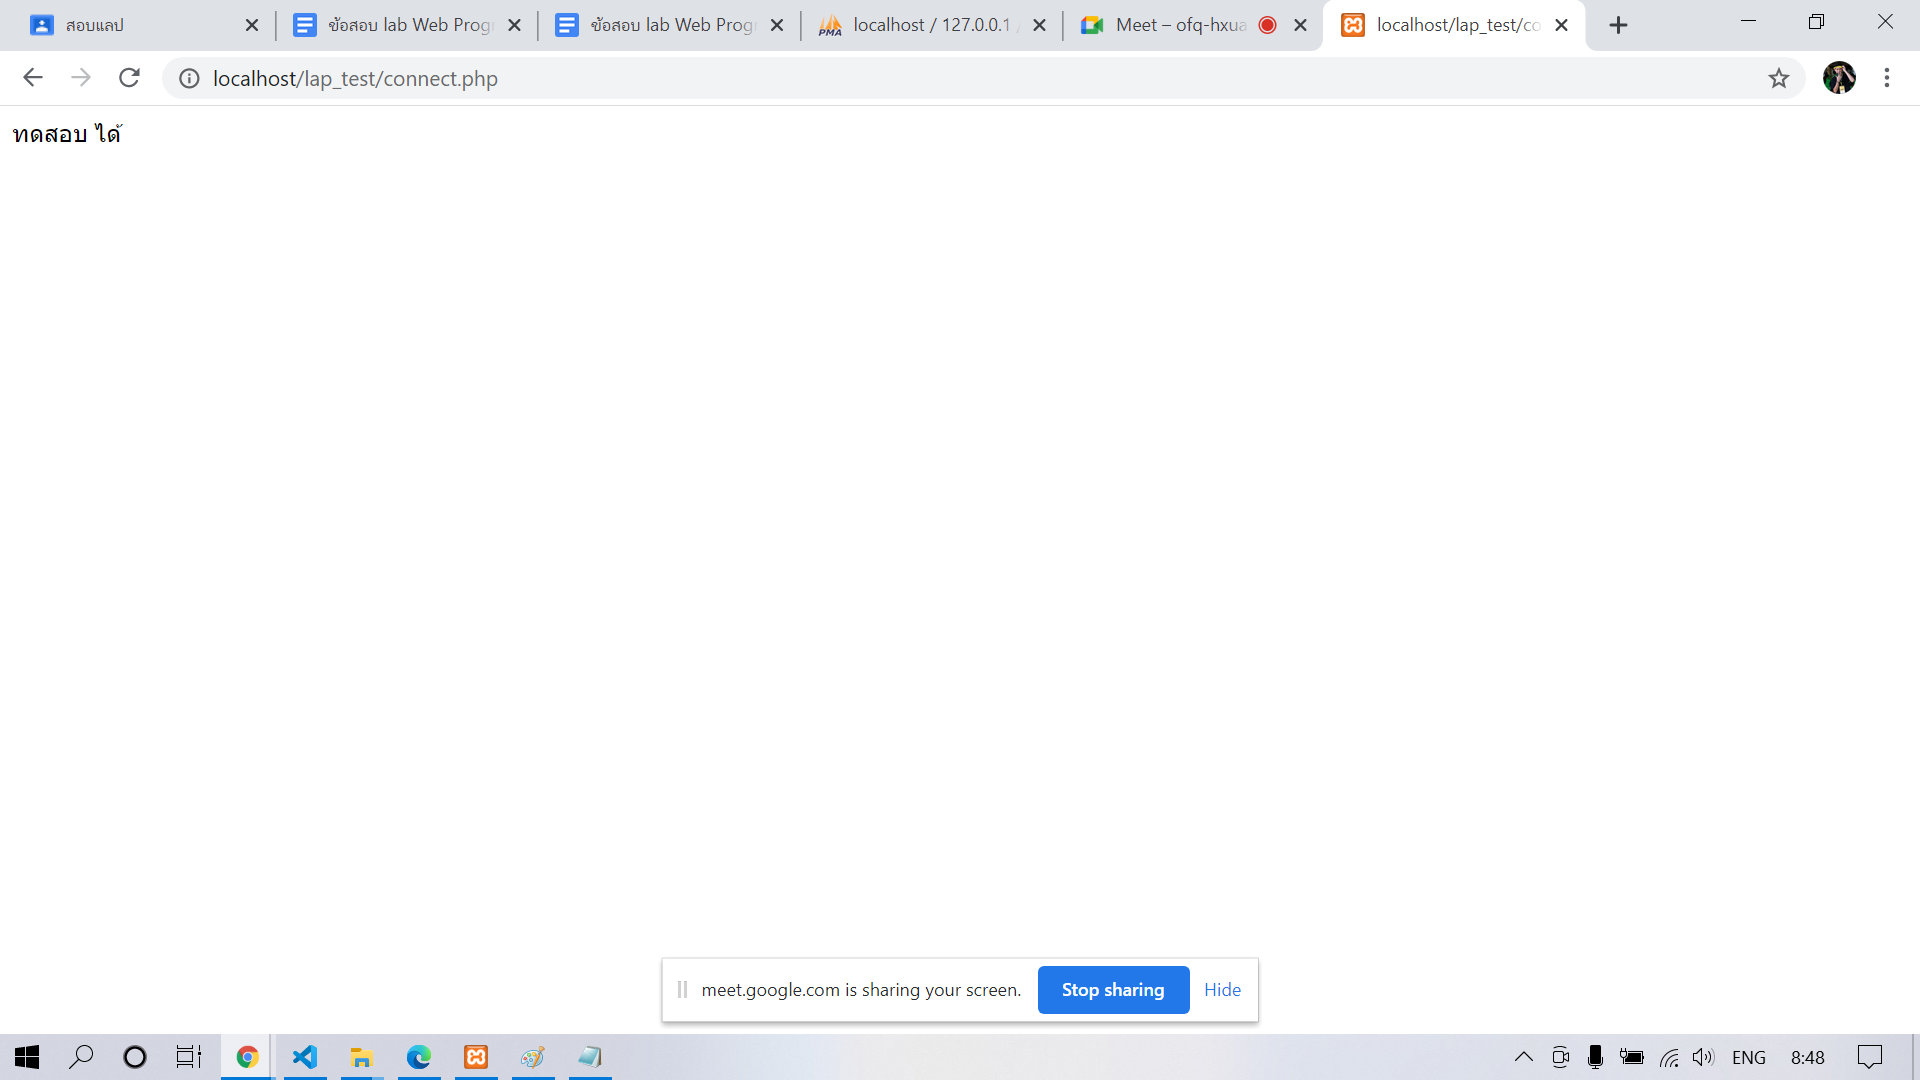 สอบแลป
ข้อสอบ lab Web Progr
ข้อสอบ lab Web Progr
localhost / 127.0.0.1 /
Meet – ofq-hxua
localhost/lap_test/co
localhost/lap_test/connect.php
ทดสอบ ได้
meet.google.com is sharing your screen.
Stop sharing
Hide
ENG
8:48